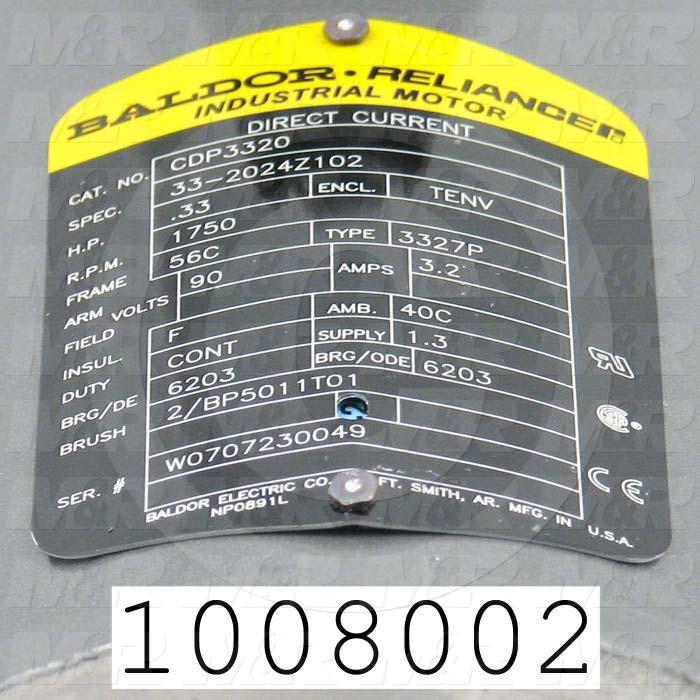 BALDOR • RELIANCER
INDUSTRIAL MOTOR
DIRECT CURRENT
CAT. NO. CDP3320
SPEC. 33-2024Z102
H.P. .33 ENCL. TENV
R.P.M. 1750
FRAME 56C TYPE 3327P
ARM VOLTS 90 AMPS 3.2
FIELD
INSUL. F AMB. 40C
DUTY CONT SUPPLY 1.3
BRG/DE 6203 BRG/ODE 6203
BRUSH 2/BP5011T01
SER. # W0707230049
BALDOR ELECTRIC CO. FT. SMITH, AR. MFG. IN U.S.A.
NP0891L
1008002
M&R